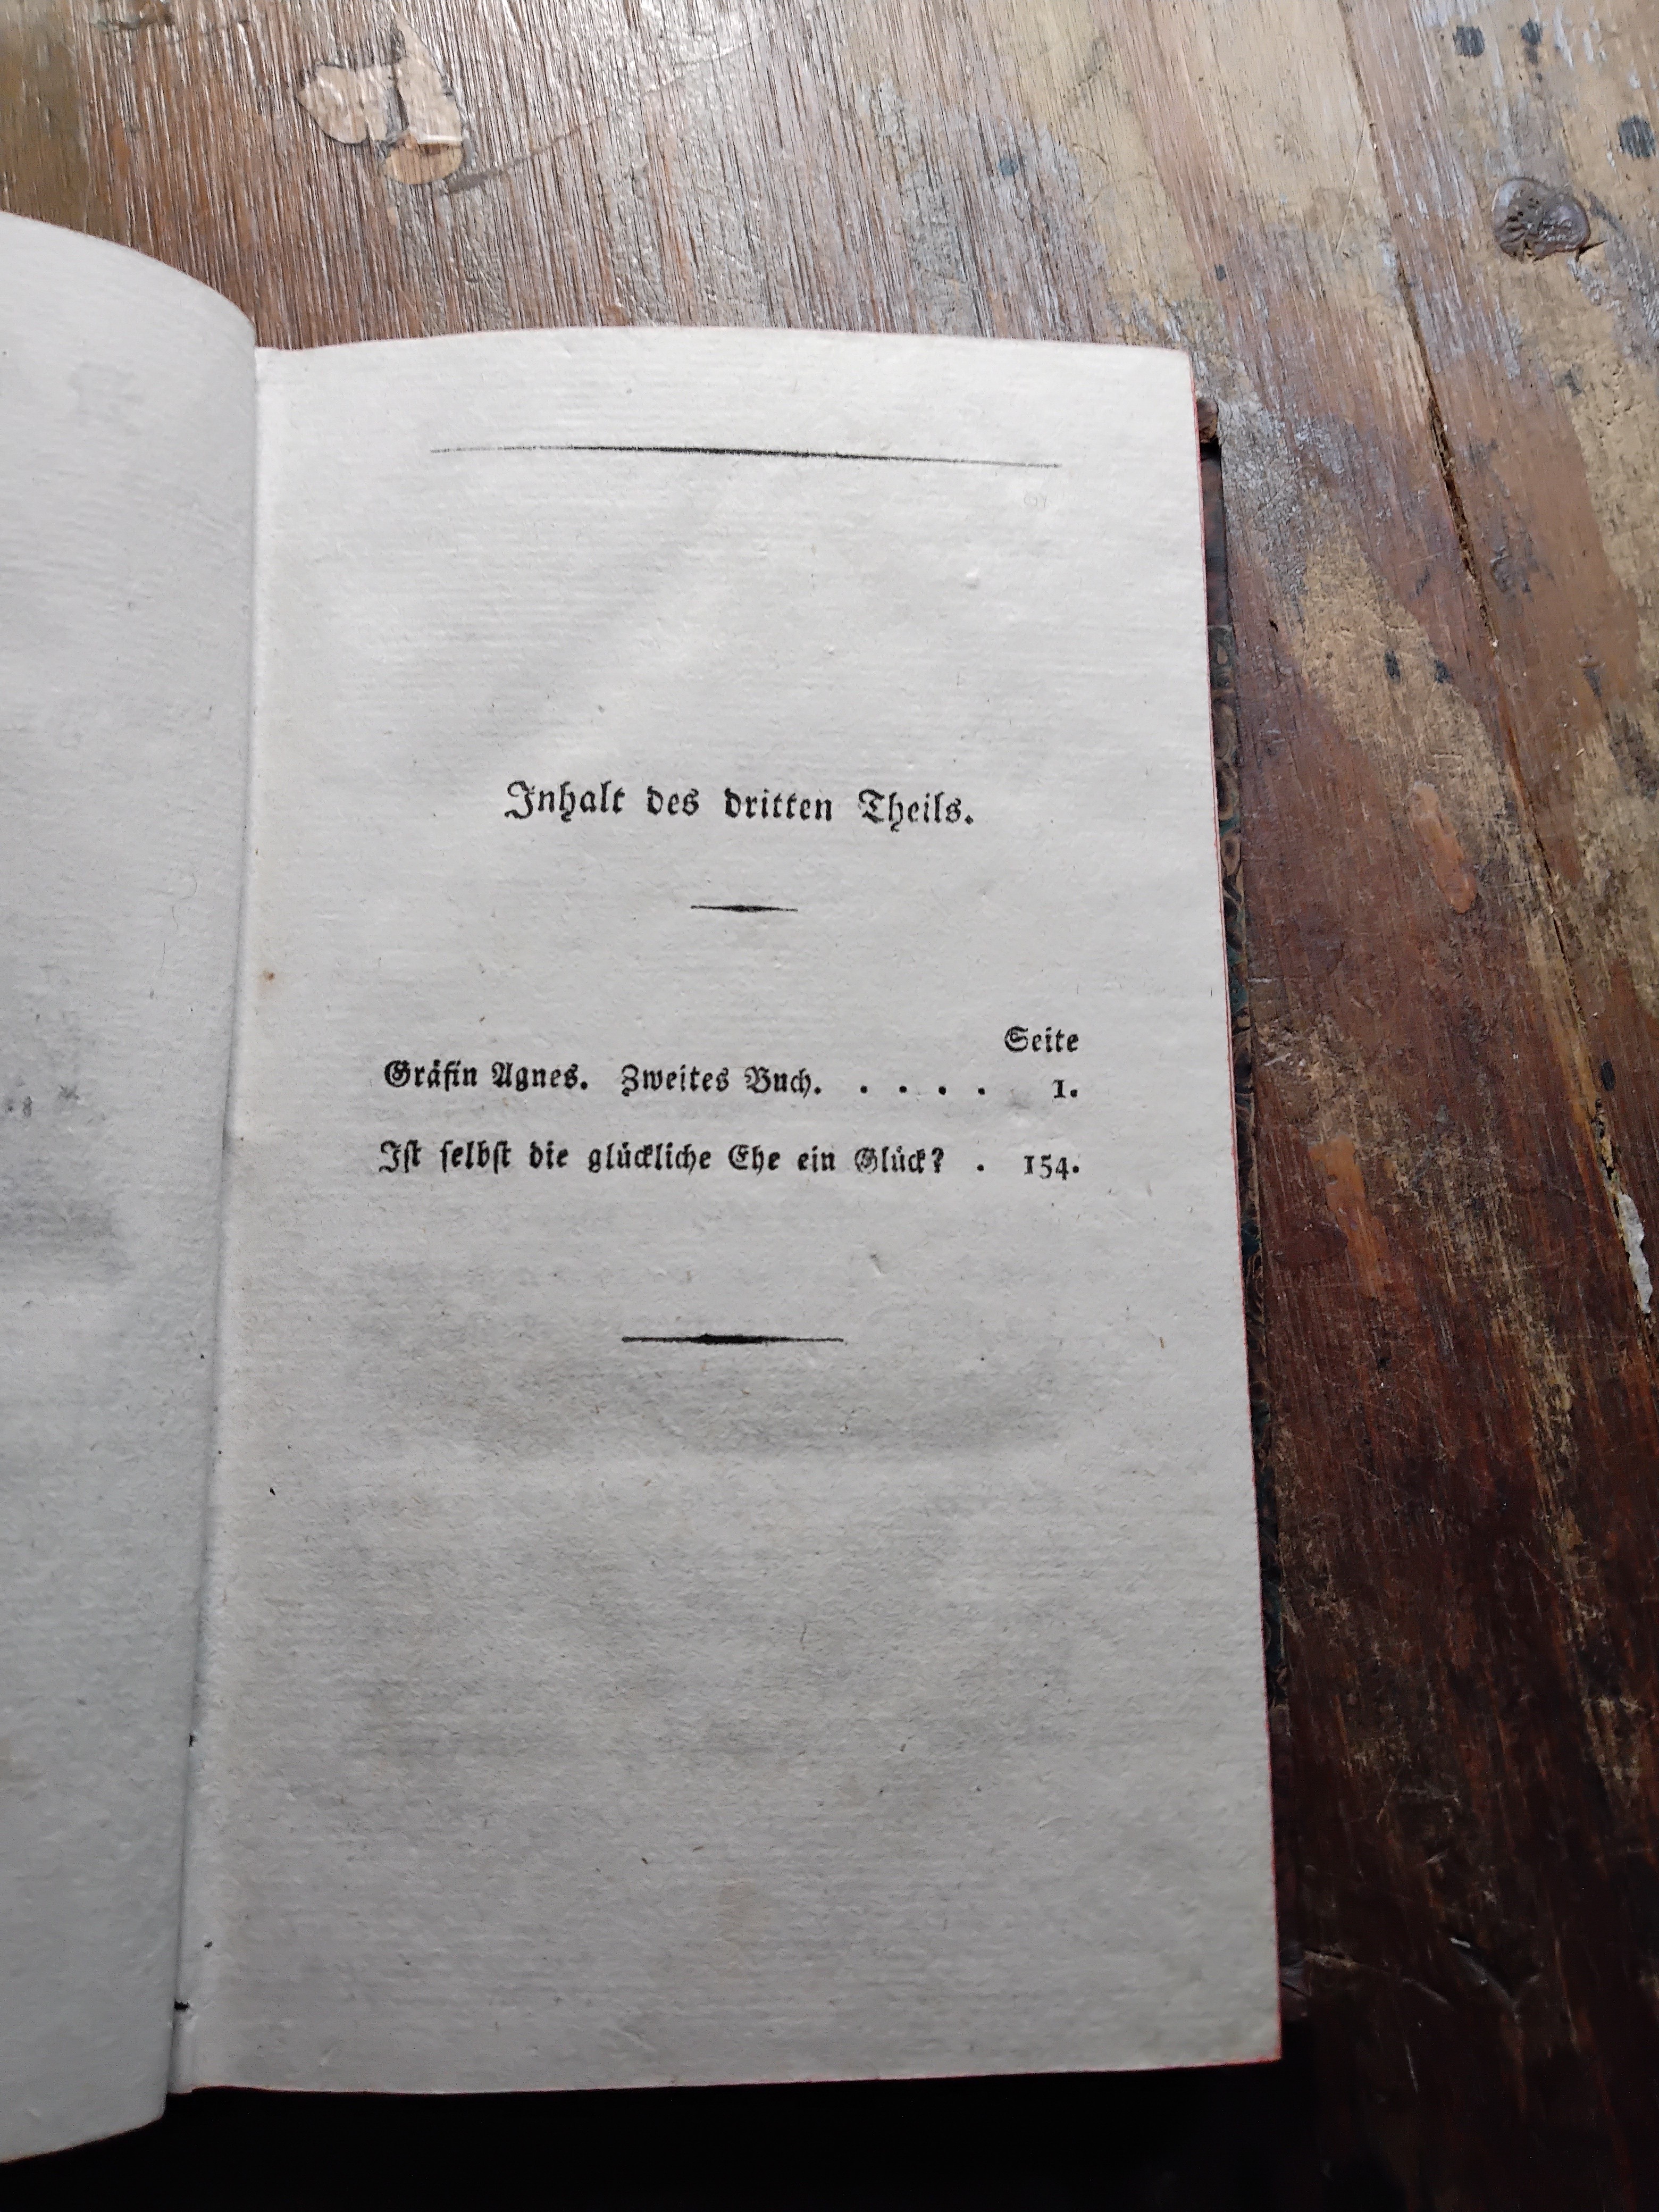 Inhalt des dritten Theils.
Seite
Gräfin Agnes. Zweites Buch. . . . . 1.
Iſt ſelbſt die glückliche Ehe ein Glück? . 154.